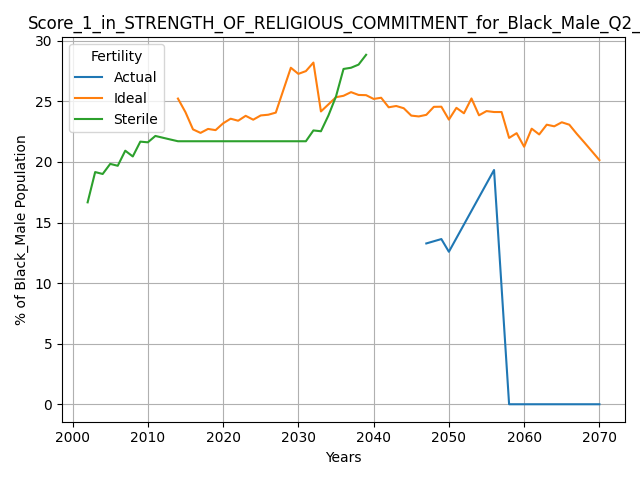 Score_1_in_STRENGTH_OF_RELIGIOUS_COMMITMENT_for_Black_Male_Q2_
Fertility
Actual
Ideal
Sterile
% of Black_Male Population
30
25
20
15
10
5
0
2000 2010 2020 2030 2040 2050 2060 2070
Years